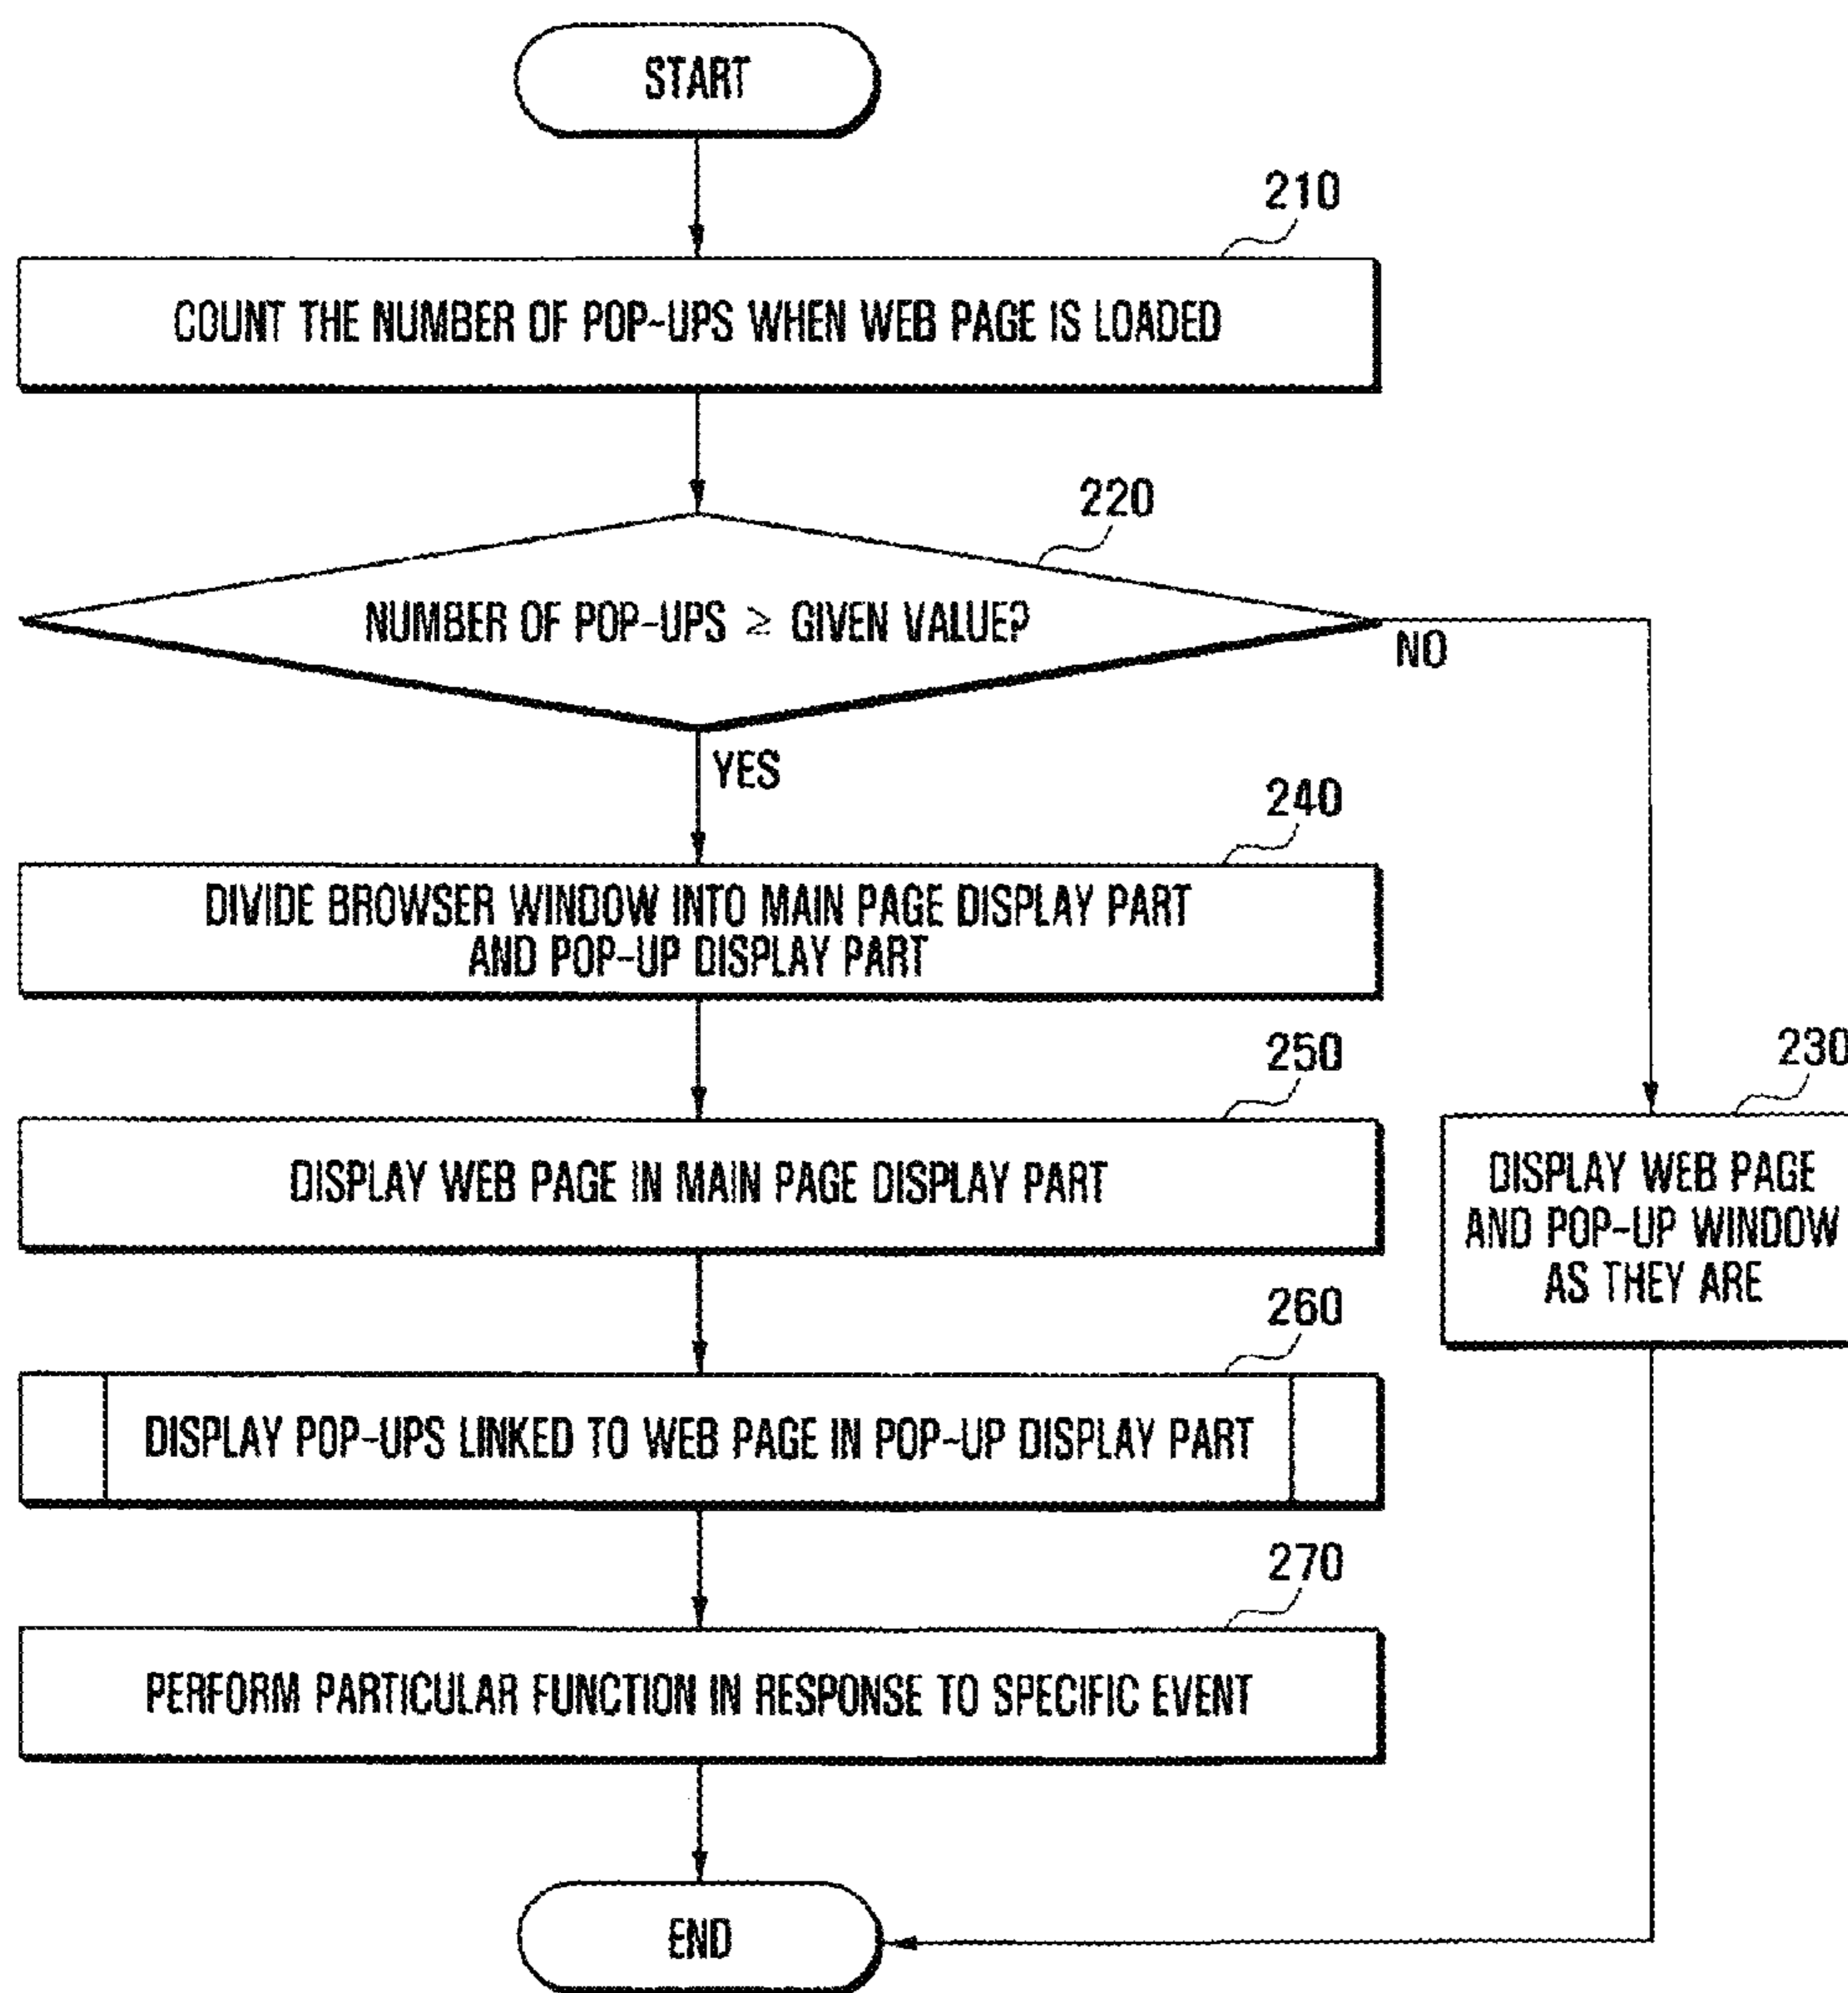 START
210
COUNT THE NUMBER OF POP-UPS WHEN WEB PAGE IS LOADED
220
NUMBER OF POP-UPS ≥ GIVEN VALUE?
NO
YES
240
DIVIDE BROWSER WINDOW INTO MAIN PAGE DISPLAY PART
AND POP-UP DISPLAY PART
250
DISPLAY WEB PAGE IN MAIN PAGE DISPLAY PART
230
DISPLAY WEB PAGE
AND POP-UP WINDOW
AS THEY ARE
260
DISPLAY POP-UPS LINKED TO WEB PAGE IN POP-UP DISPLAY PART
270
PERFORM PARTICULAR FUNCTION IN RESPONSE TO SPECIFIC EVENT
END